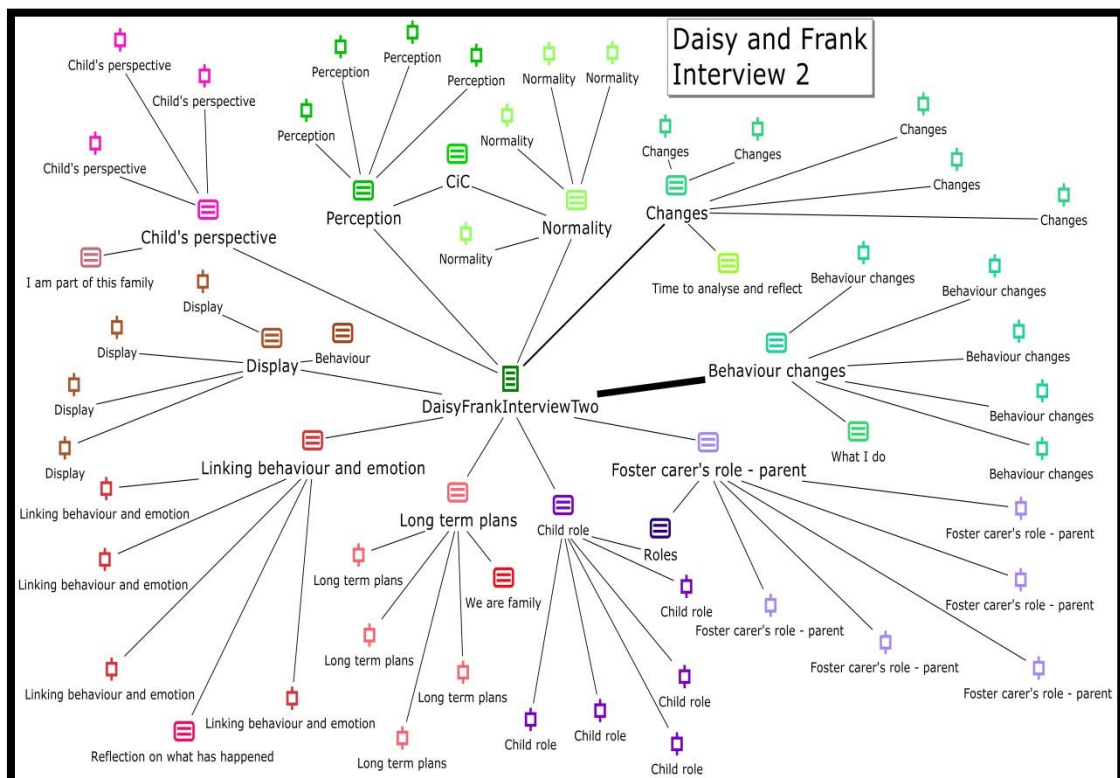 Daisy and Frank
Interview 2
Child's perspective
Child's perspective
Child's perspective
Child's perspective
I am part of this family
Perception
Perception
Perception
Perception
Perception
CiC
Normality
Normality
Normality
Normality
Normality
Changes
Changes
Changes
Changes
Changes
Changes
Time to analyse and reflect
Display
Display
Display
Display
Display
Behaviour
DaisyFrankInterviewTwo
Behaviour changes
Behaviour changes
Behaviour changes
Behaviour changes
Behaviour changes
Behaviour changes
What I do
Linking behaviour and emotion
Linking behaviour and emotion
Linking behaviour and emotion
Linking behaviour and emotion
Linking behaviour and emotion
Reflection on what has happened
Long term plans
Long term plans
Long term plans
Long term plans
Long term plans
We are family
Child role
Child role
Child role
Child role
Child role
Child role
Roles
Foster carer's role - parent
Foster carer's role - parent
Foster carer's role - parent
Foster carer's role - parent
Foster carer's role - parent
Foster carer's role - parent